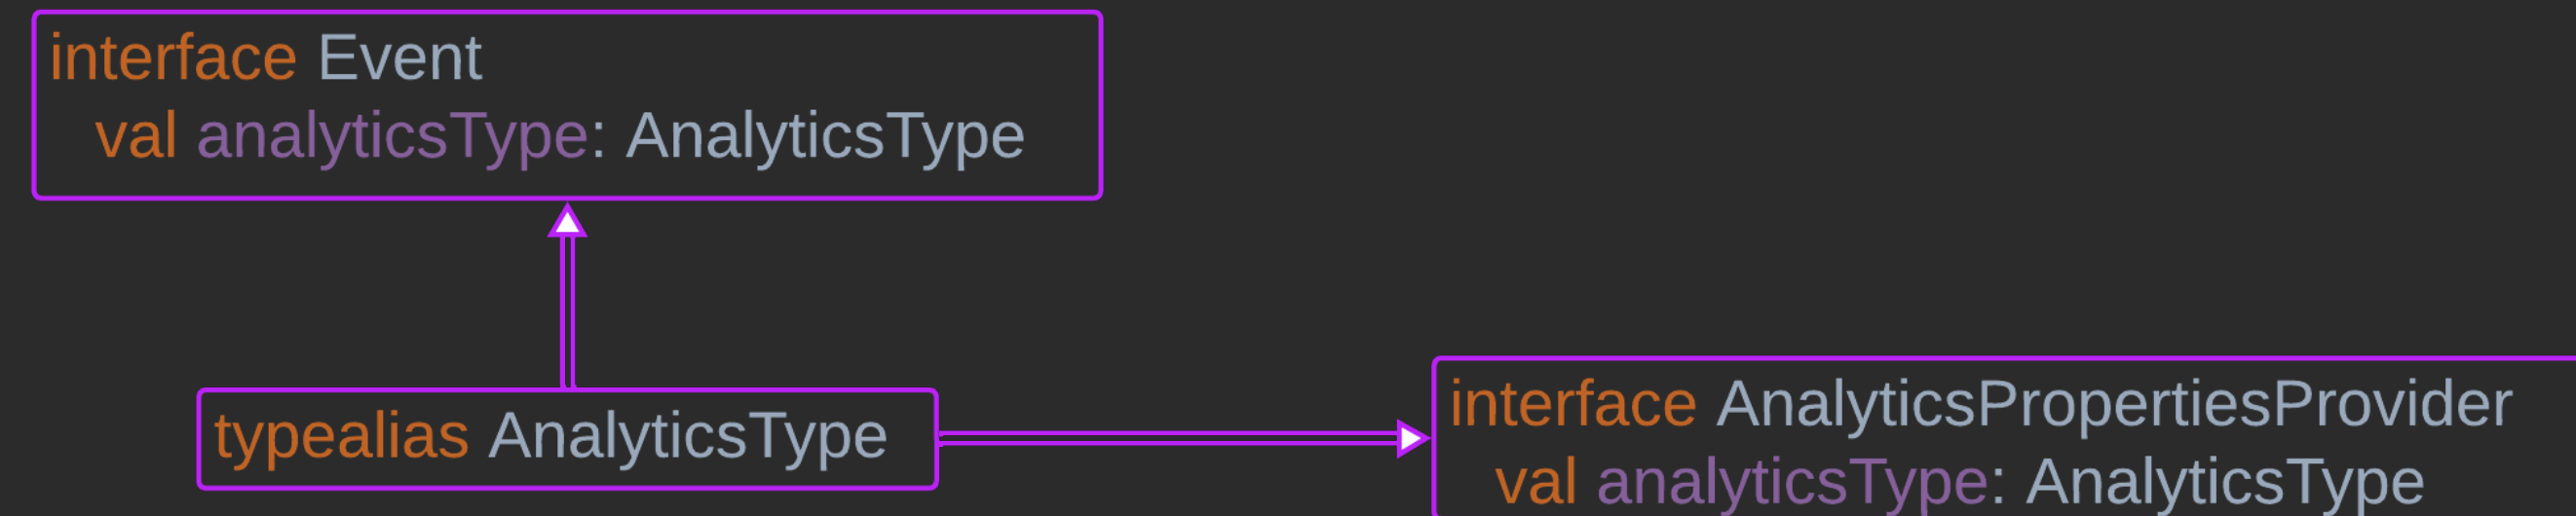 interface Event
val analyticsType: AnalyticsType
typealias AnalyticsType
interface AnalyticsPropertiesProvider
val analyticsType: AnalyticsType